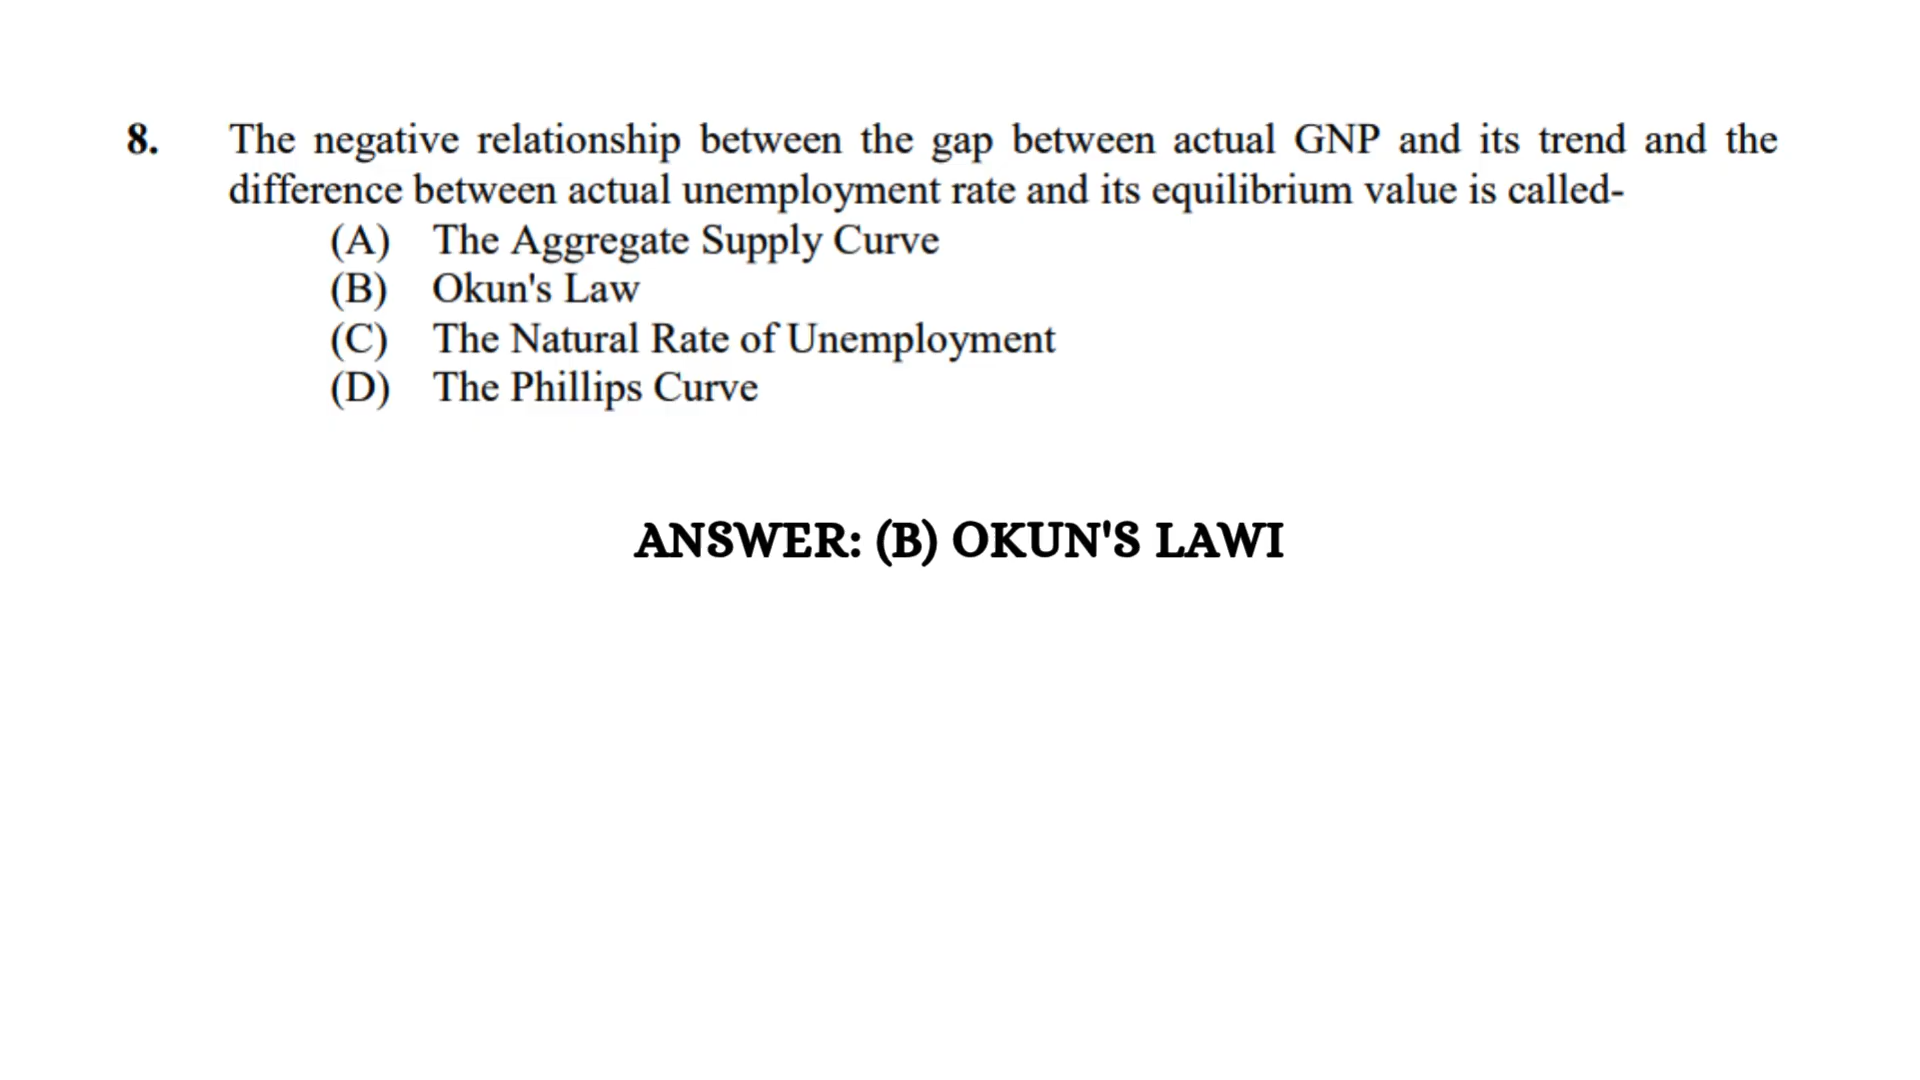 8. The negative relationship between the gap between actual GNP and its trend and the
difference between actual unemployment rate and its equilibrium value is called-
(A) The Aggregate Supply Curve
(B) Okun's Law
(C) The Natural Rate of Unemployment
(D) The Phillips Curve
ANSWER: (B) OKUN'S LAWI